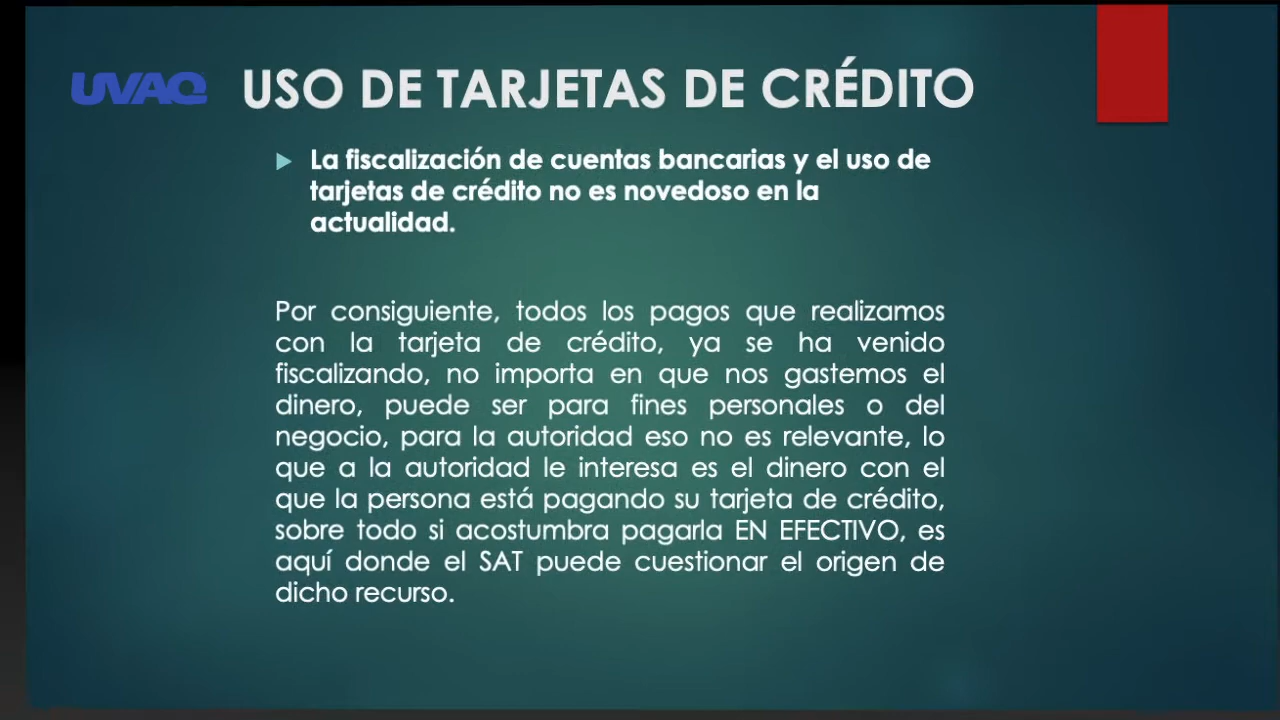 UVAQ
USO DE TARJETAS DE CRÉDITO
La fiscalización de cuentas bancarias y el uso de
tarjetas de crédito no es novedoso en la
actualidad.
Por consiguiente, todos los pagos que realizamos
con la tarjeta de crédito, ya se ha venido
fiscalizando, no importa en que nos gastemos el
dinero, puede ser para fines personales o del
negocio, para la autoridad eso no es relevante, lo
que a la autoridad le interesa es el dinero con el
que la persona está pagando su tarjeta de crédito,
sobre todo si acostumbra pagarla EN EFECTIVO, es
aquí donde el SAT puede cuestionar el origen de
dicho recurso.